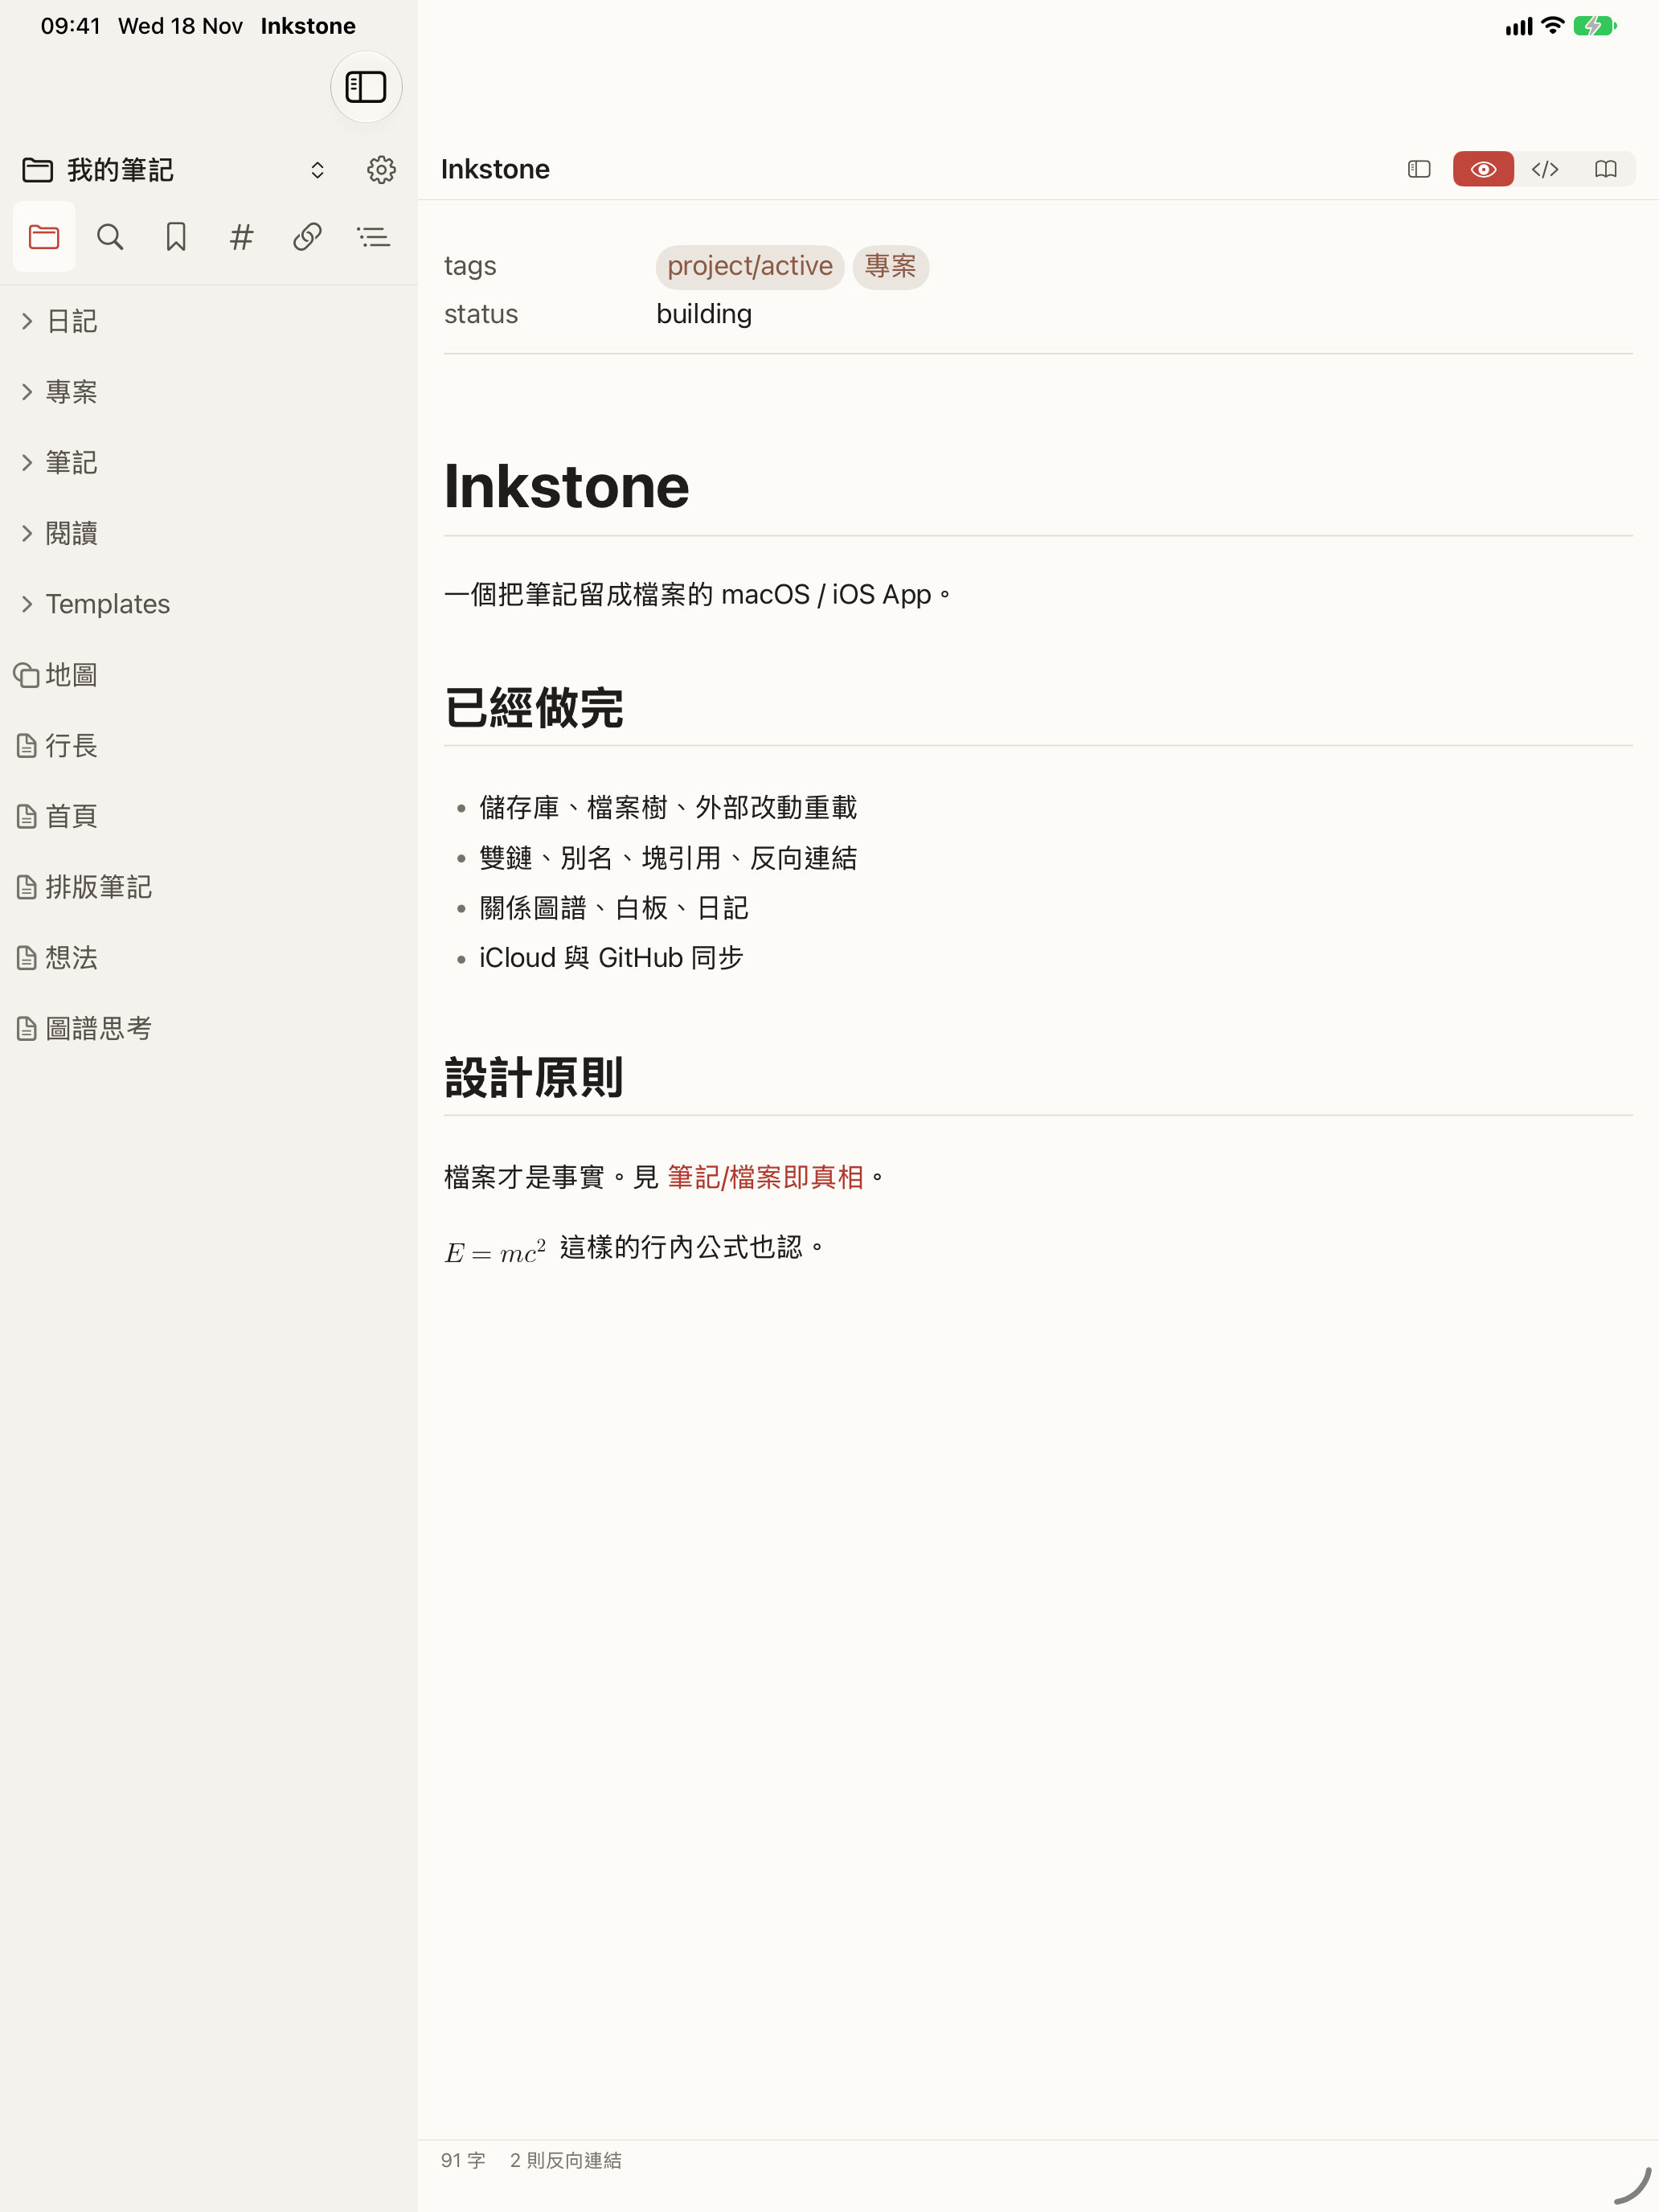 09:41 Wed 18 Nov Inkstone
我的筆記
日記
專案
筆記
閱讀
Templates
地圖
行長
首頁
排版筆記
想法
圖譜思考
Inkstone
tags project/active 專案
status building
Inkstone
一個把筆記留成檔案的 macOS / iOS App。
已經做完
• 儲存庫、檔案樹、外部改動重載
• 雙鏈、別名、塊引用、反向連結
• 關係圖譜、白板、日記
• iCloud 與 GitHub 同步
設計原則
檔案才是事實。見 筆記/檔案即真相。
E = mc² 這樣的行內公式也認。
91 字 2 則反向連結